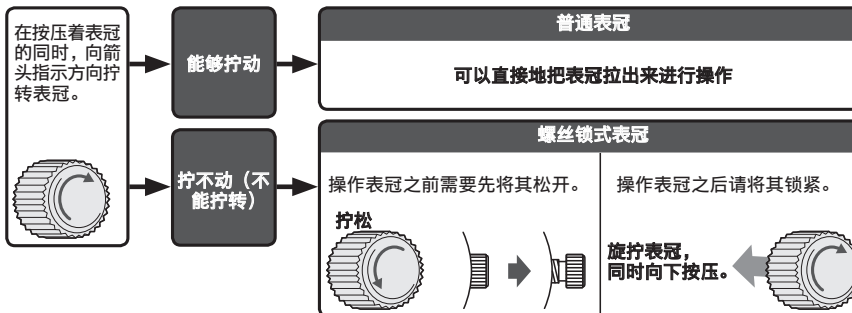 在按压着表冠
的同时，向箭
头指示方向拧
转表冠。
能够拧动
普通表冠
可以直接地把表冠拉出来进行操作
拧不动（不
能拧转）
螺丝锁式表冠
操作表冠之前需要先将其松开。
拧松
操作表冠之后请将其锁紧。
旋拧表冠，
同时向下按压。